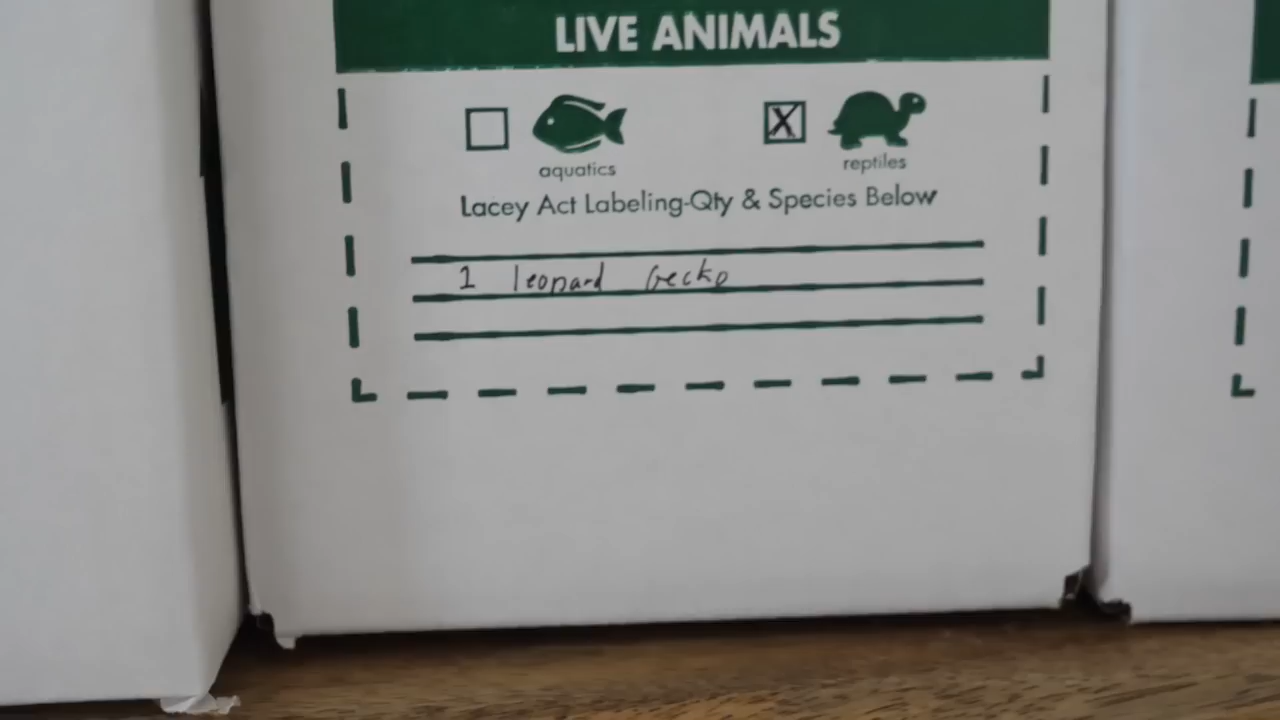 LIVE ANIMALS
X
aquatics reptiles
Lacey Act Labeling-Qty & Species Below
1 leopard Gecko